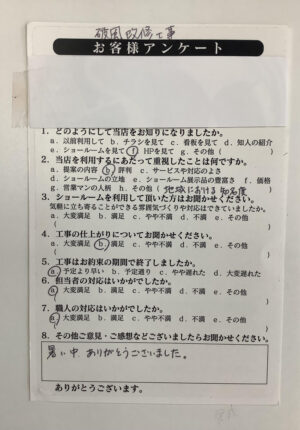 破風改修工事
お客様アンケート
1. どのようにして当店をお知りになりましたか。
a. 以前利用して b. チラシを見て c. 看板を見て d. 知人の紹介
e. ショールームを見て f. HPを見て g. その他( )
2. 当店を利用するにあたって重視したことは何ですか。
a. 提案の内容 b. 評判 c. サービスや対応のよさ
d. ショールームの立地 e. ショールーム展示品の豊富さ f. 価格
g. 営業マンの人柄 h. その他( 地域における知名度 )
3. ショールームを利用して頂いた方はお聞かせください。
気軽に立ち寄ることができる雰囲気づくりや対応はできていましたか。
a. 大変満足 b. 満足 c. やや不満 d. 不満 e. その他
( )
4. 工事の仕上がりについてお聞かせください。
a. 大変満足 b. 満足 c. やや不満 d. 不満 e. その他
( )
5. 工事はお約束の期間で終了しましたか。
a. 予定より早い b. 予定通り c. やや遅れた d. 大変遅れた
6. 担当者の対応はいかがでしたか。
a. 大変満足 b. 満足 c. やや不満 d. 不満 e. その他
( )
7. 職人の対応はいかがでしたか。
a. 大変満足 b. 満足 c. やや不満 d. 不満 e. その他
( )
8. その他ご意見・ご感想などございましたらお聞かせください。
暑い中 ありがとうございました。
ありがとうございます。